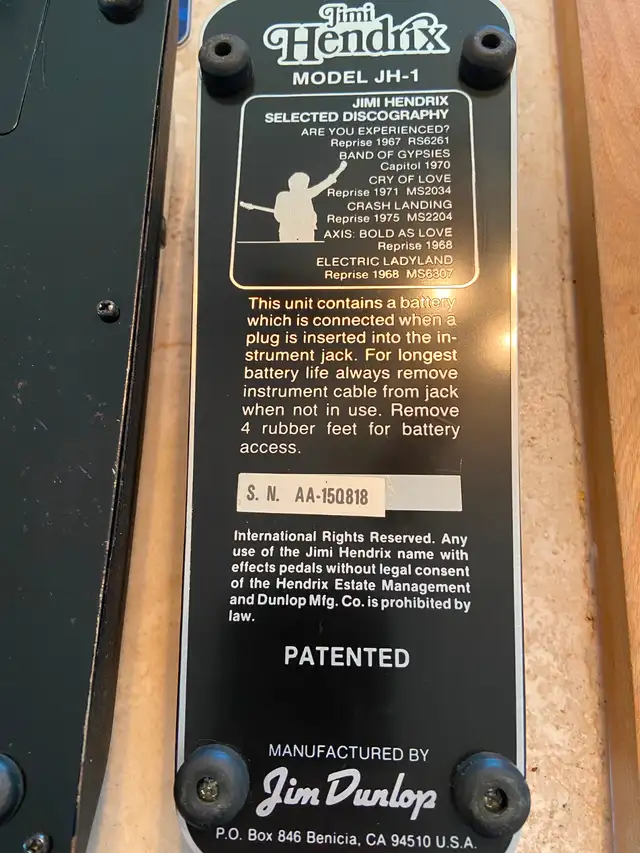 Jimi
Hendrix
MODEL JH-1
JIMI HENDRIX
SELECTED DISCOGRAPHY
ARE YOU EXPERIENCED?
Reprise 1967 RS6261
BAND OF GYPSIES
Capitol 1970
CRY OF LOVE
Reprise 1971 MS2034
CRASH LANDING
Reprise 1975 MS2204
AXIS: BOLD AS LOVE
Reprise 1968
ELECTRIC LADYLAND
Reprise 1968 MS6307
This unit contains a battery
which is connected when a
plug is inserted into the in-
strument jack. For longest
battery life always remove
instrument cable from jack
when not in use. Remove
4 rubber feet for battery
access.
S. N. AA-150818
International Rights Reserved. Any
use of the Jimi Hendrix name with
effects pedals without legal consent
of the Hendrix Estate Management
and Dunlop Mfg. Co. is prohibited by
law.
PATENTED
MANUFACTURED BY
Jim Dunlop
P.O. Box 846 Benicia, CA 94510 U.S.A.